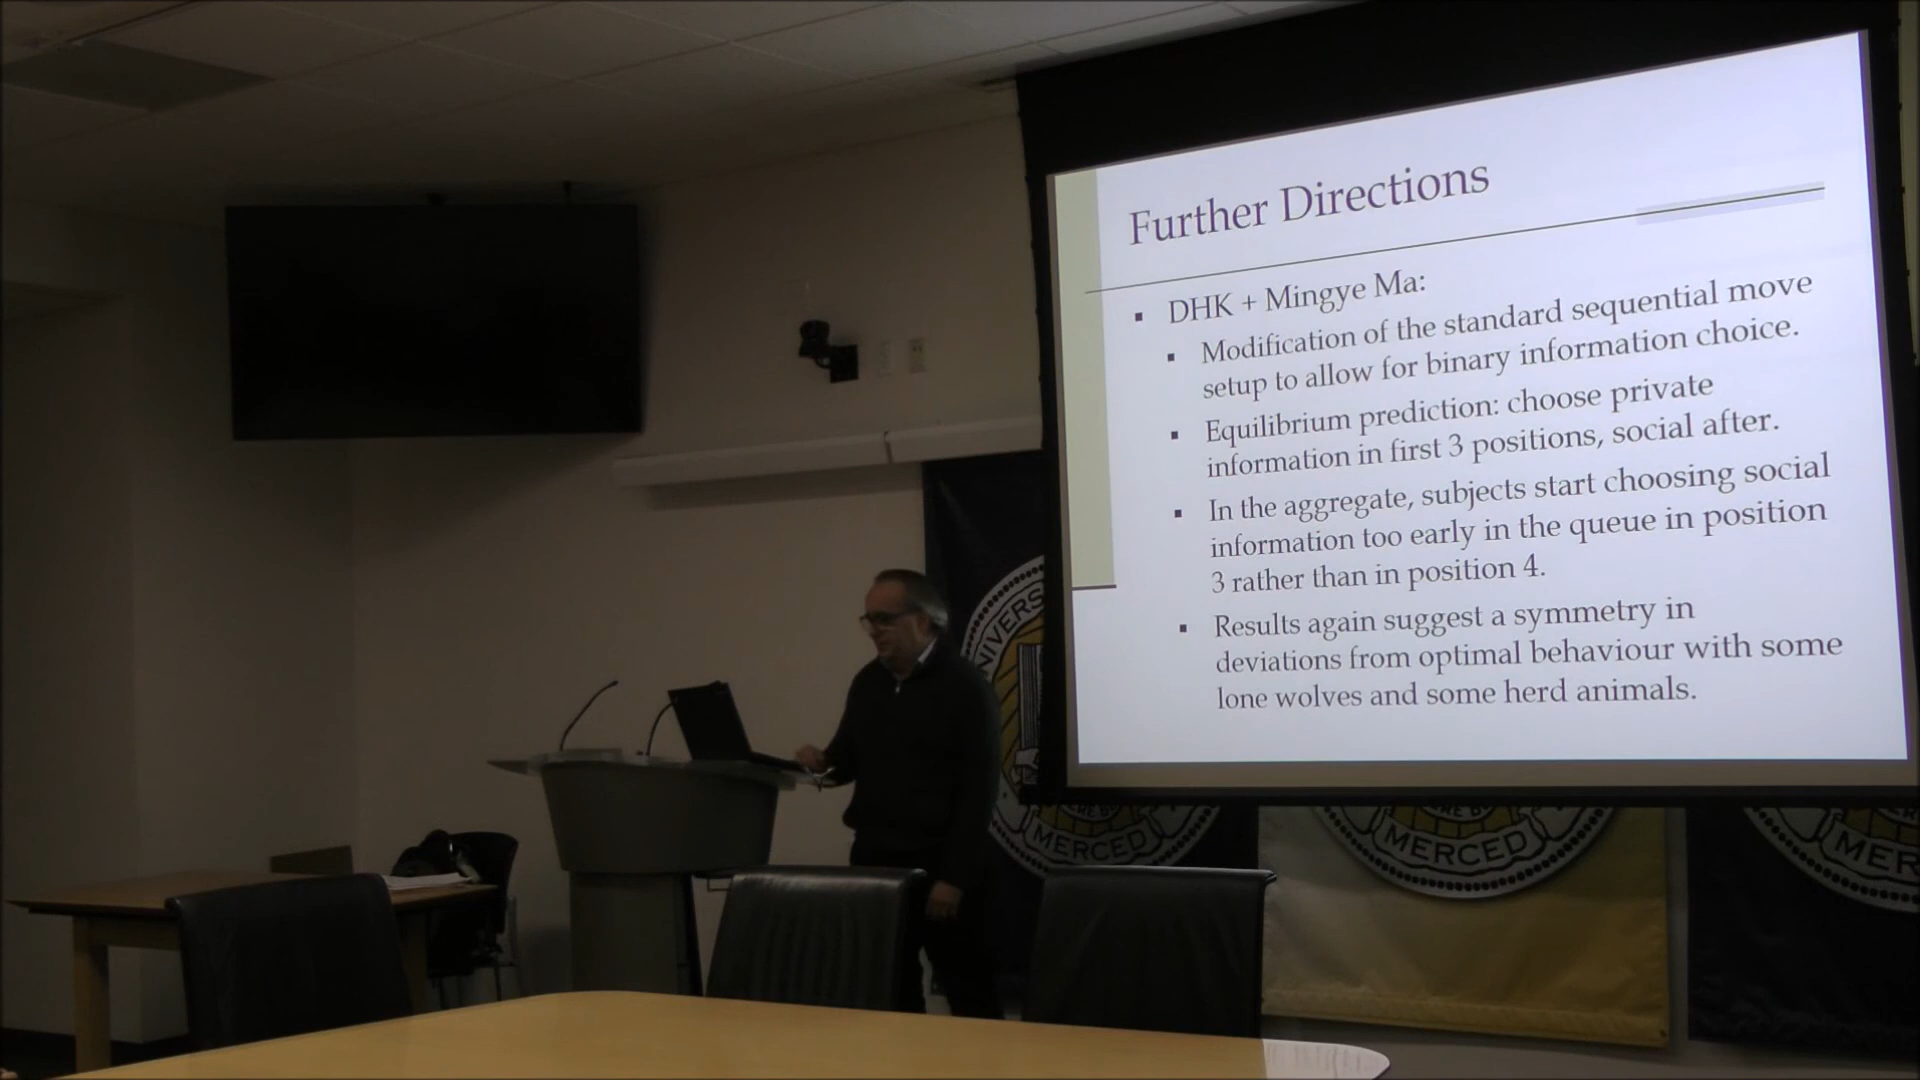 Further Directions
▪ DHK + Mingye Ma:
▪ Modification of the standard sequential move
setup to allow for binary information choice.
▪ Equilibrium prediction: choose private
information in first 3 positions, social after.
▪ In the aggregate, subjects start choosing social
information too early in the queue in position
3 rather than in position 4.
▪ Results again suggest a symmetry in
deviations from optimal behaviour with some
lone wolves and some herd animals.
NIVERS
MERCED
MERCED
MER